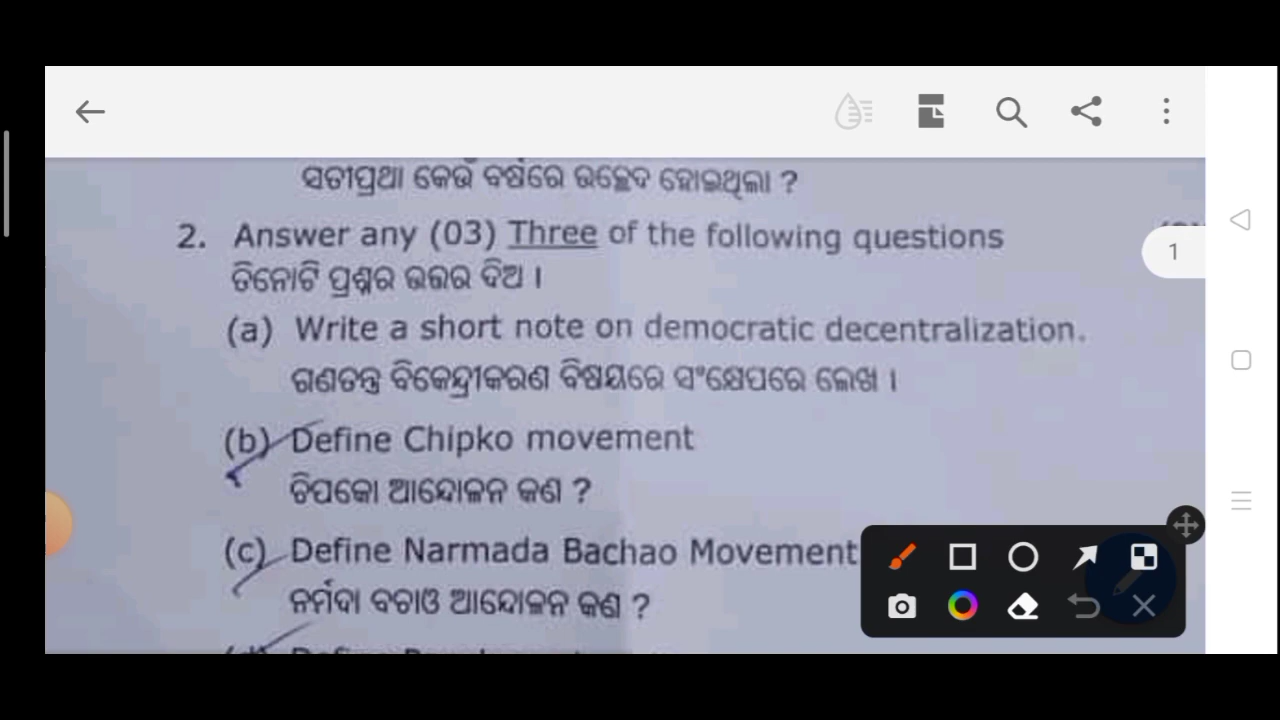 ସତୀପ୍ରଥା କେଉଁ ବର୍ଷରେ ଉଚ୍ଛେଦ ହୋଇଥିଲା ?
1
2. Answer any (03) Three of the following questions
ତିନୋଟି ପ୍ରଶ୍ନର ଉତ୍ତର ଦିଅ ।
(a) Write a short note on democratic decentralization.
ଗଣତନ୍ତ୍ର ବିକେନ୍ଦ୍ରୀକରଣ ବିଷୟରେ ସଂକ୍ଷେପରେ ଲେଖ ।
(b) Define Chipko movement
ଚିପକୋ ଆନ୍ଦୋଳନ କଣ ?
(c) Define Narmada Bachao Movement
ନର୍ମଦା ବଚାଓ ଆନ୍ଦୋଳନ କଣ ?